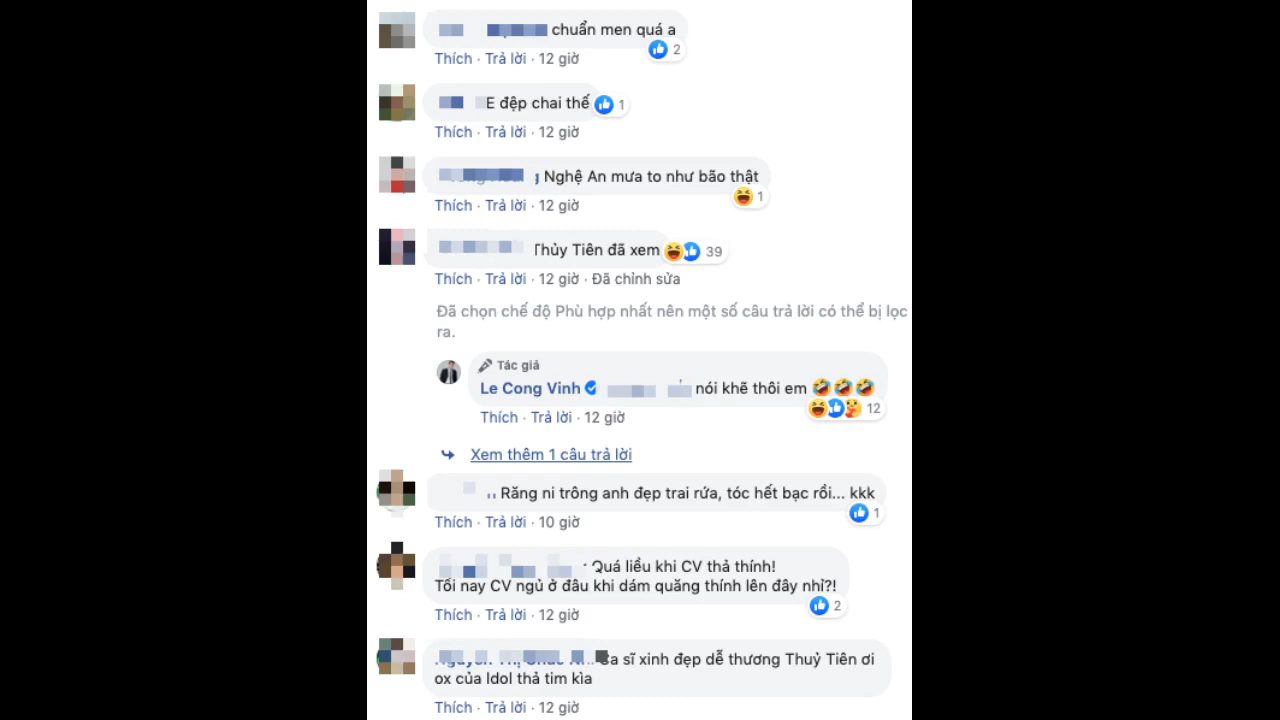 chuẩn men quá a
2
Thích · Trả lời · 12 giờ
E đệp chai thế
1
Thích · Trả lời · 12 giờ
Nghệ An mưa to như bão thật
1
Thích · Trả lời · 12 giờ
Thủy Tiên đã xem
39
Thích · Trả lời · 12 giờ · Đã chỉnh sửa
Đã chọn chế độ Phù hợp nhất nên một số câu trả lời có thể bị lọc
ra.
Tác giả
Le Cong Vinh nói khẽ thôi em 🤣🤣🤣
12
Thích · Trả lời · 12 giờ
Xem thêm 1 câu trả lời
Răng ni trông anh đẹp trai rứa, tóc hết bạc rồi... kkk
1
Thích · Trả lời · 10 giờ
Quá liều khi CV thả thính!
Tối nay CV ngủ ở đâu khi dám quăng thính lên đây nhỉ?!
2
Thích · Trả lời · 12 giờ
Ca sĩ xinh đẹp dễ thương Thuỷ Tiên ơi
ox của Idol thả tim kìa
Thích · Trả lời · 12 giờ